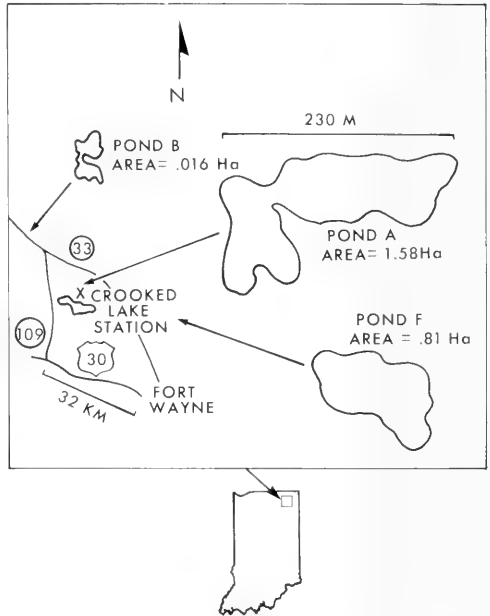 N
230 M
POND B
AREA= .016 Ha
POND A
AREA= 1.58Ha
33
X CROOKED
LAKE
STATION
POND F
AREA = .81 Ha
109
30
FORT
WAYNE
32 KM